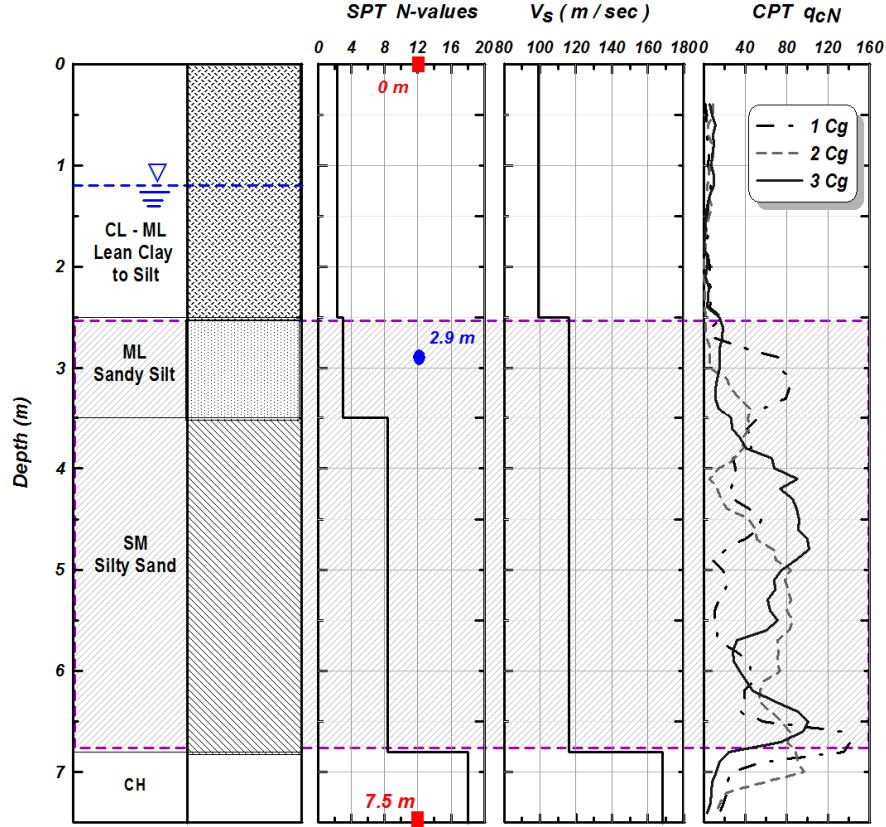 SPT N-values
Vs ( m / sec )
CPT qcN
0 4 8 12 16 20
80 100 120 140 160 180
0 40 80 120 160
0
1
2
3
4
5
6
7
Depth (m)
0 m
1 Cg
2 Cg
3 Cg
CL - ML
Lean Clay
to Silt
2.9 m
ML
Sandy Silt
SM
Silty Sand
CH
7.5 m